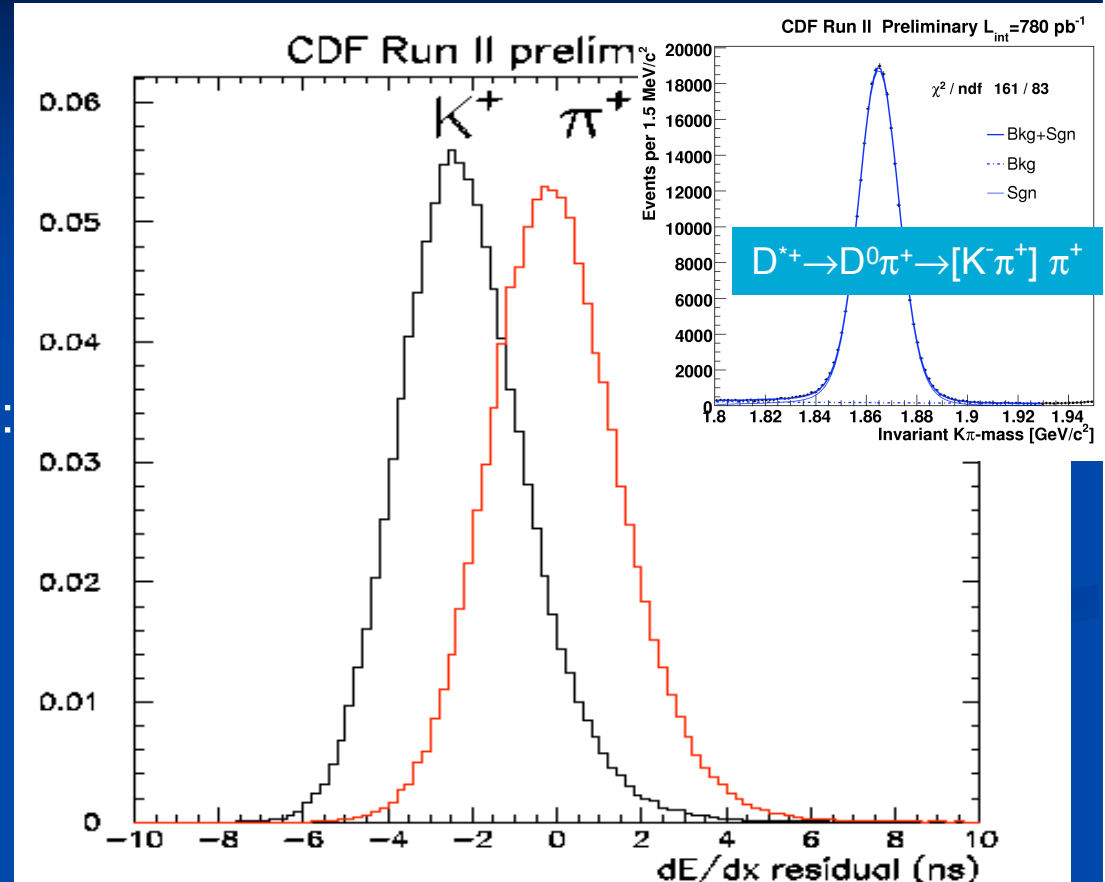 CDF Run II prelim
K⁺ π⁺
0.06
0.05
0.04
0.03
0.02
0.01
0
−10 −8 −6 −4 −2 0 2 4 6 8 10
dE/dx residual (ns)
CDF Run II Preliminary L_int=780 pb⁻¹
Events per 1.5 MeV/c²
20000
18000
16000
14000
12000
10000
8000
6000
4000
2000
0
χ² / ndf 161 / 83
Bkg+Sgn
Bkg
Sgn
D*⁺→D⁰π⁺→[K⁻π⁺] π⁺
1.8 1.82 1.84 1.86 1.88 1.9 1.92 1.94
Invariant Kπ-mass [GeV/c²]
: